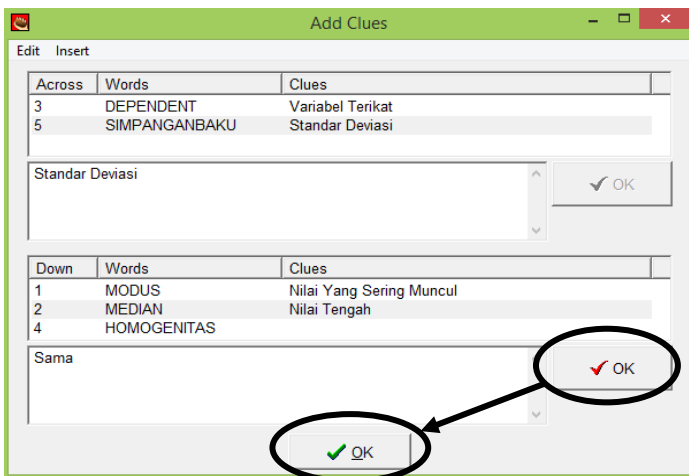 Add Clues
Edit Insert
Across Words Clues
3 DEPENDENT Variabel Terikat
5 SIMPANGANBAKU Standar Deviasi
Standar Deviasi
OK
Down Words Clues
1 MODUS Nilai Yang Sering Muncul
2 MEDIAN Nilai Tengah
4 HOMOGENITAS
Sama
OK
OK